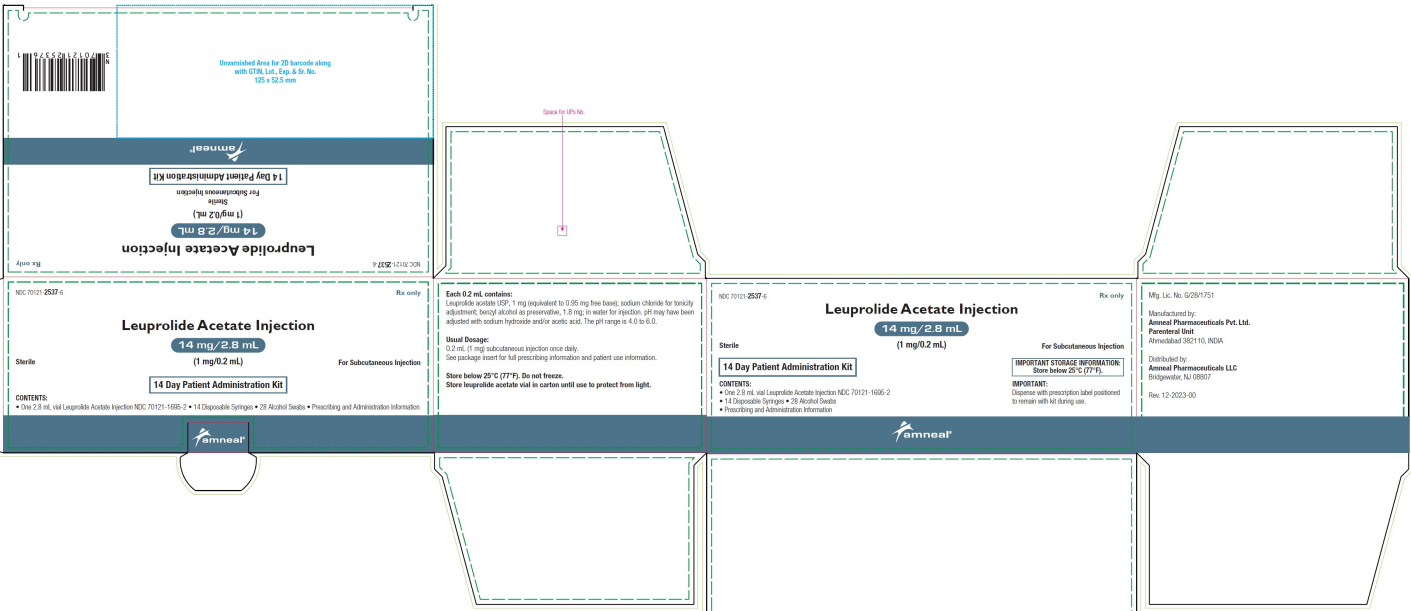 N
3 70121 25376 1
Unvarnished Area for 2D barcode along
with GTIN, Lot., Exp. & Sr. No.
125 x 52.5 mm
amneal®
14 Day Patient Administration Kit
For Subcutaneous Injection
Sterile
(1 mg/0.2 mL)
14 mg/2.8 mL
Leuprolide Acetate Injection
Rx only
NDC 70121-2537-6
Space for UPs No.
NDC 70121-2537-6
Rx only
Leuprolide Acetate Injection
14 mg/2.8 mL
(1 mg/0.2 mL)
Sterile
For Subcutaneous Injection
14 Day Patient Administration Kit
CONTENTS:
• One 2.8 mL vial Leuprolide Acetate Injection NDC 70121-1695-2 • 14 Disposable Syringes • 28 Alcohol Swabs • Prescribing and Administration Information
amneal®
Each 0.2 mL contains:
Leuprolide acetate USP, 1 mg (equivalent to 0.95 mg free base); sodium chloride for tonicity
adjustment; benzyl alcohol as preservative, 1.8 mg; in water for injection. pH may have been
adjusted with sodium hydroxide and/or acetic acid. The pH range is 4.0 to 6.0.
Usual Dosage:
0.2 mL (1 mg) subcutaneous injection once daily.
See package insert for full prescribing information and patient use information.
Store below 25°C (77°F). Do not freeze.
Store leuprolide acetate vial in carton until use to protect from light.
NDC 70121-2537-6
Rx only
Leuprolide Acetate Injection
14 mg/2.8 mL
(1 mg/0.2 mL)
Sterile
For Subcutaneous Injection
14 Day Patient Administration Kit
CONTENTS:
• One 2.8 mL vial Leuprolide Acetate Injection NDC 70121-1695-2
• 14 Disposable Syringes • 28 Alcohol Swabs
• Prescribing and Administration Information
IMPORTANT STORAGE INFORMATION:
Store below 25°C (77°F).
IMPORTANT:
Dispense with prescription label positioned
to remain with kit during use.
amneal®
Mfg. Lic. No. G/28/1751
Manufactured by:
Amneal Pharmaceuticals Pvt. Ltd.
Parenteral Unit
Ahmedabad 382110, INDIA
Distributed by:
Amneal Pharmaceuticals LLC
Bridgewater, NJ 08807
Rev. 12-2023-00